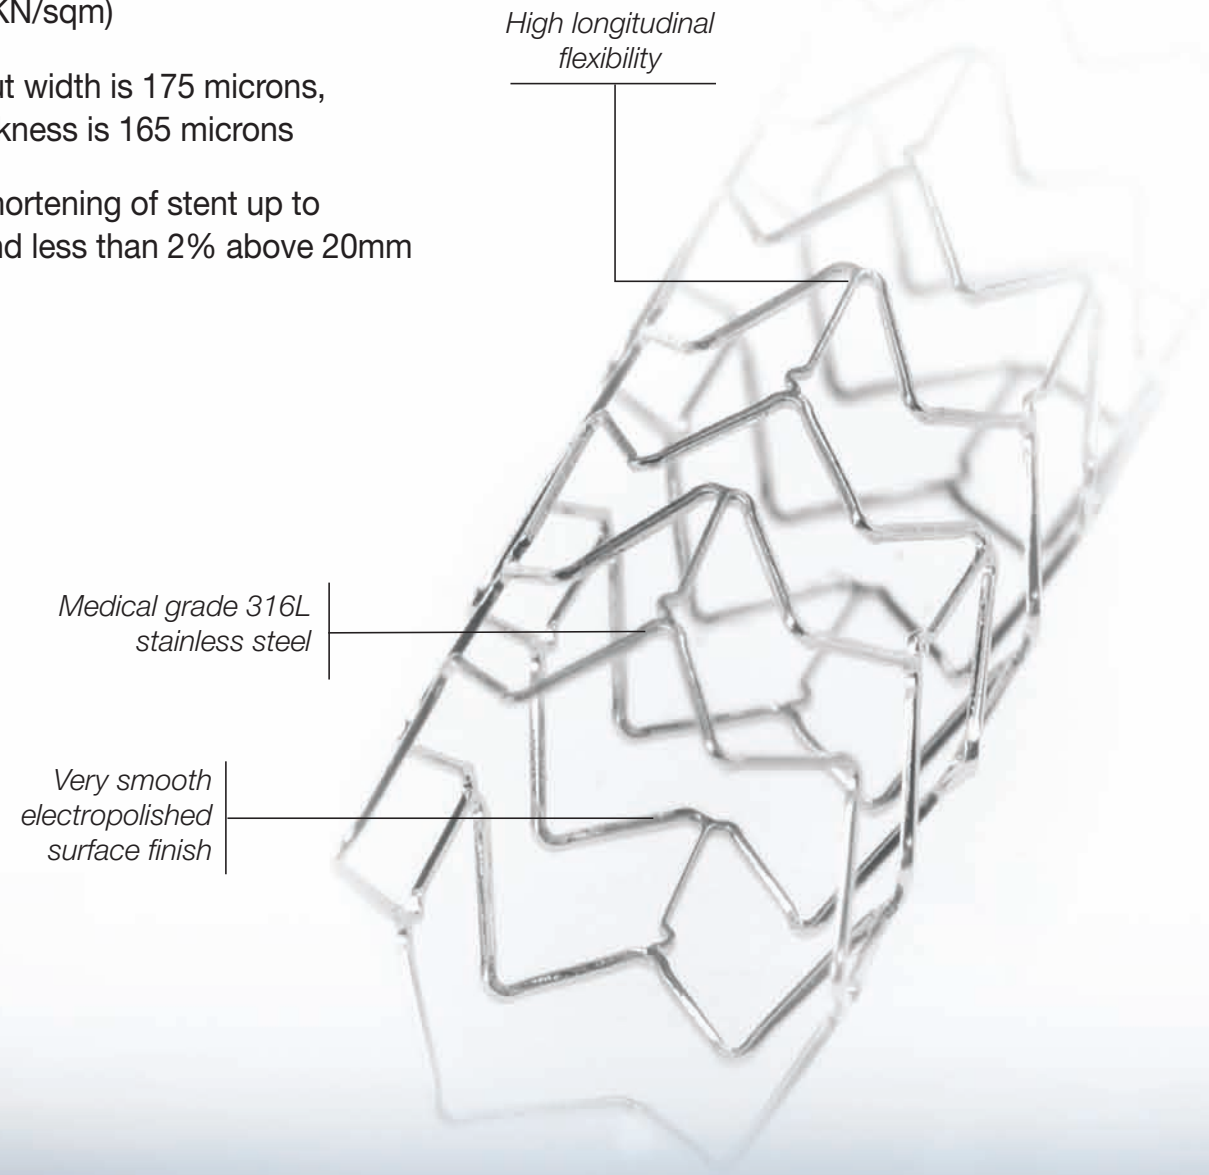 KN/sqm)
ut width is 175 microns,
kness is 165 microns
hortening of stent up to
nd less than 2% above 20mm
High longitudinal
flexibility
Medical grade 316L
stainless steel
Very smooth
electropolished
surface finish